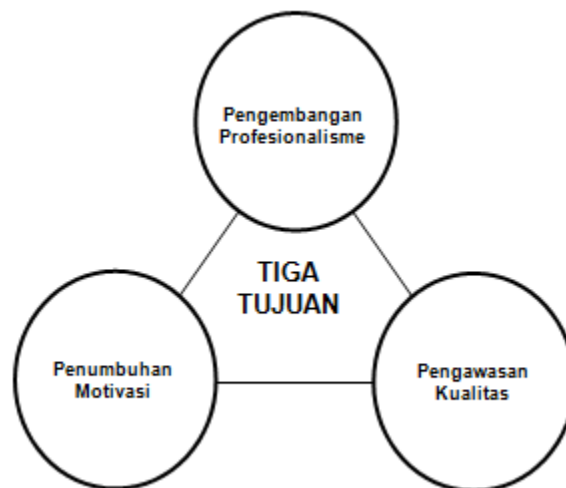 Pengembangan
Profesionalisme
TIGA
TUJUAN
Penumbuhan
Motivasi
Pengawasan
Kualitas